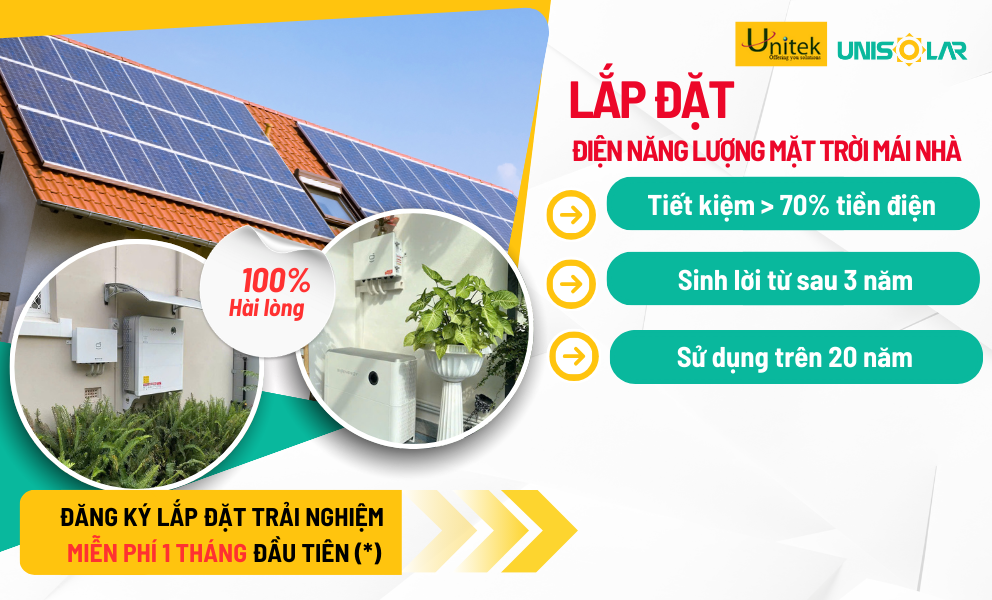 Unitek
Offering you solutions
UNISOLAR
LẮP ĐẶT
ĐIỆN NĂNG LƯỢNG MẶT TRỜI MÁI NHÀ
Tiết kiệm > 70% tiền điện
Sinh lời từ sau 3 năm
Sử dụng trên 20 năm
100%
Hài lòng
ĐĂNG KÝ LẮP ĐẶT TRẢI NGHIỆM
MIỄN PHÍ 1 THÁNG ĐẦU TIÊN (*)